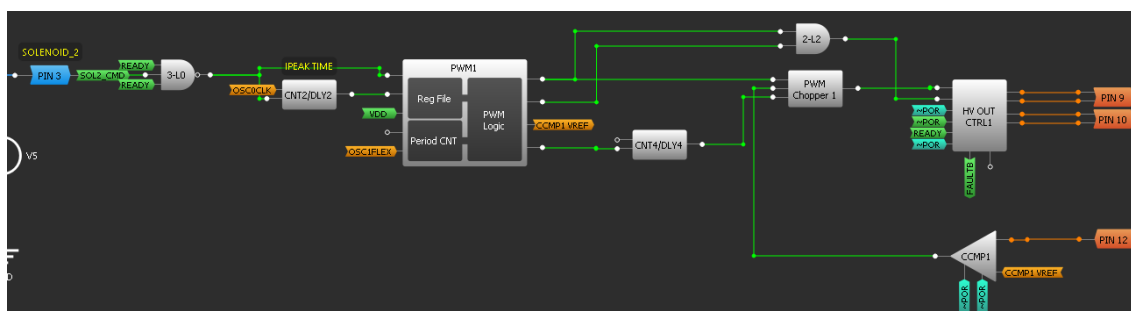 SOLENOID_2
PIN 3
SOL2_CMD
READY
READY
3-L0
IPEAK TIME
OSC0CLK
CNT2/DLY2
VDD
OSC1FLEX
PWM1
Reg File
Period CNT
PWM
Logic
CCMP1 VREF
CNT4/DLY4
2-L2
PWM
Chopper 1
~POR
~POR
READY
~POR
HV OUT
CTRL1
FAULTB
PIN 9
PIN 10
V5
PIN 12
CCMP1
CCMP1 VREF
~POR
~POR